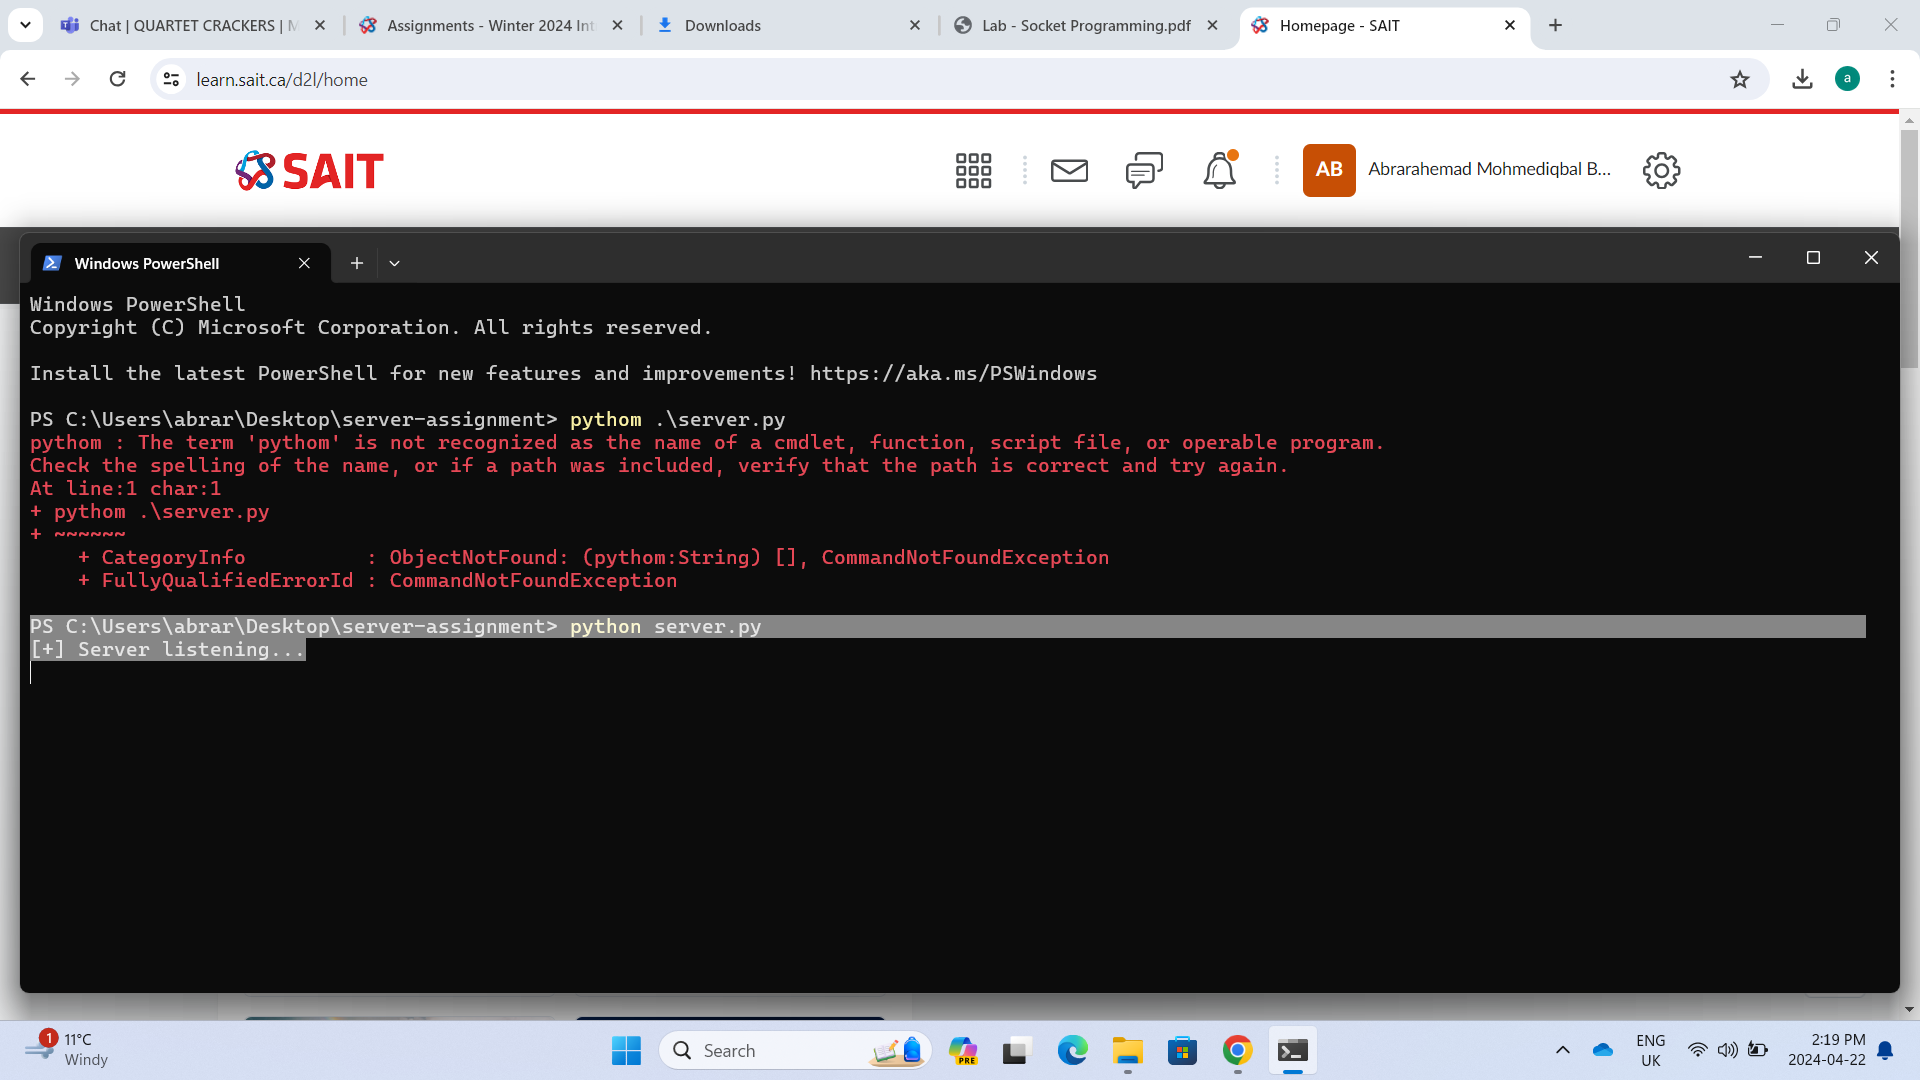 Chat | QUARTET CRACKERS | M
Assignments - Winter 2024 Int
Downloads
Lab - Socket Programming.pdf
Homepage - SAIT
learn.sait.ca/d2l/home
a
SAIT
AB
Abrarahemad Mohmediqbal B...
Windows PowerShell
Windows PowerShell
Copyright (C) Microsoft Corporation. All rights reserved.
Install the latest PowerShell for new features and improvements! https://aka.ms/PSWindows
PS C:\Users\abrar\Desktop\server-assignment> pythom .\server.py
pythom : The term 'pythom' is not recognized as the name of a cmdlet, function, script file, or operable program.
Check the spelling of the name, or if a path was included, verify that the path is correct and try again.
At line:1 char:1
+ pythom .\server.py
+ ~~~~~~
    + CategoryInfo          : ObjectNotFound: (pythom:String) [], CommandNotFoundException
    + FullyQualifiedErrorId : CommandNotFoundException
PS C:\Users\abrar\Desktop\server-assignment> python server.py
[+] Server listening...
1
11°C
Windy
Search
PRE
ENG
UK
2:19 PM
2024-04-22